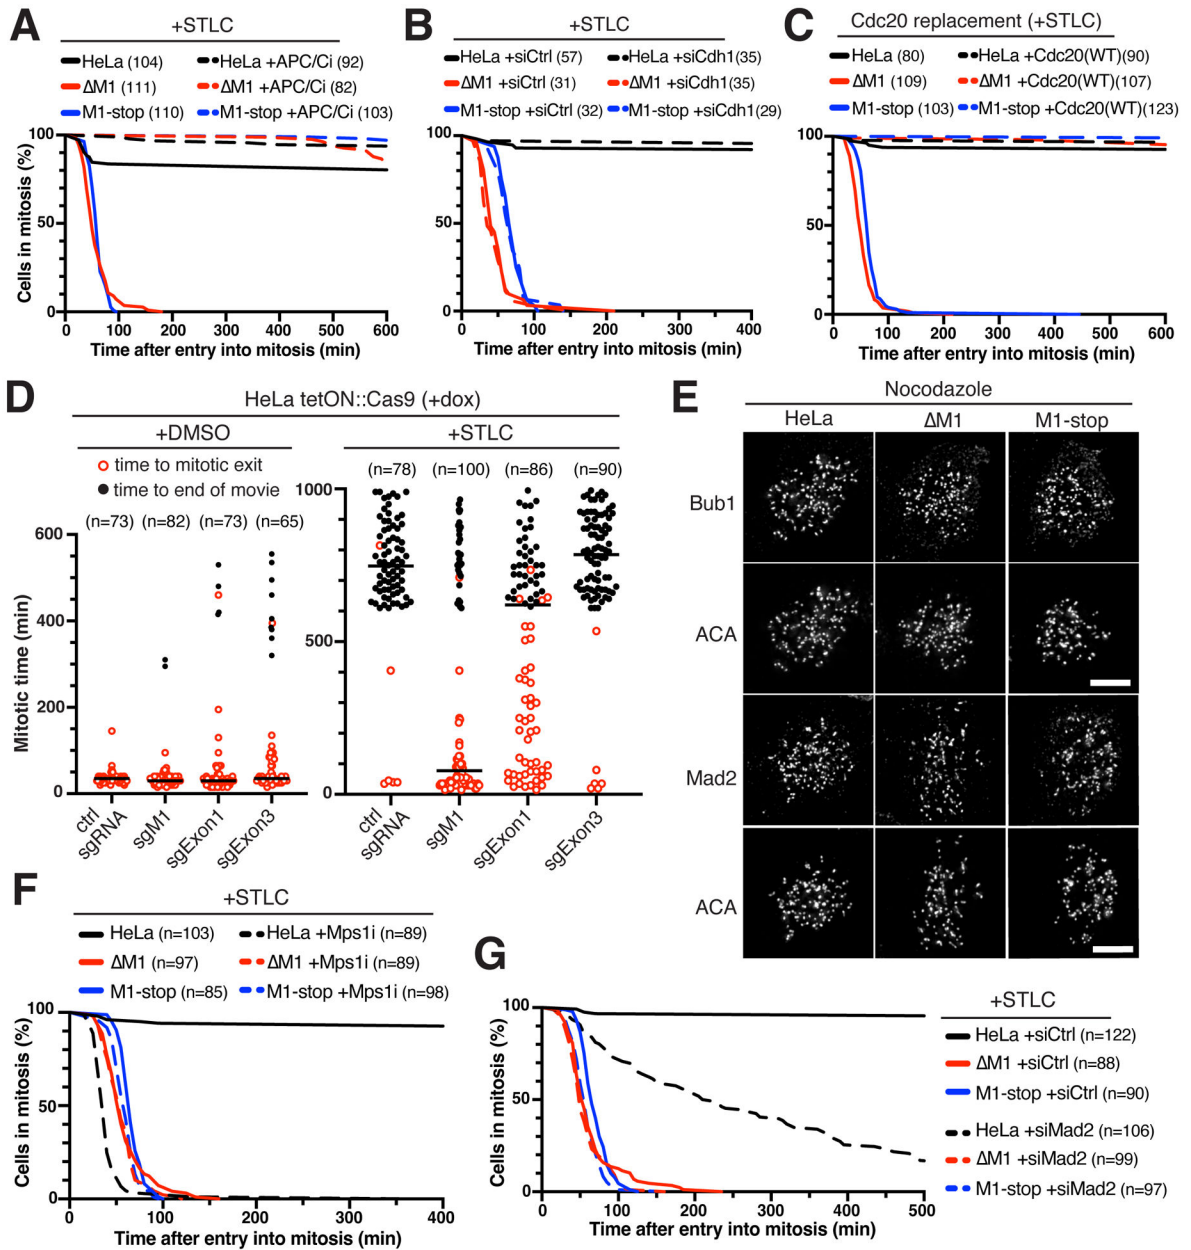 A
+STLC
HeLa (104)
HeLa +APC/Ci (92)
ΔM1 (111)
ΔM1 +APC/Ci (82)
M1-stop (110)
M1-stop +APC/Ci (103)
Cells in mitosis (%)
100
50
0
0 100 200 300 400 500 600
Time after entry into mitosis (min)
B
+STLC
HeLa +siCtrl (57)
HeLa +siCdh1(35)
ΔM1 +siCtrl (31)
ΔM1 +siCdh1(35)
M1-stop +siCtrl (32)
M1-stop +siCdh1(29)
100
50
0
0 100 200 300 400
Time after entry into mitosis (min)
C
Cdc20 replacement (+STLC)
HeLa (80)
HeLa +Cdc20(WT)(90)
ΔM1 (109)
ΔM1 +Cdc20(WT)(107)
M1-stop (103)
M1-stop +Cdc20(WT)(123)
100
50
0
0 100 200 300 400 500 600
Time after entry into mitosis (min)
D
HeLa tetON::Cas9 (+dox)
+DMSO
time to mitotic exit
time to end of movie
(n=73) (n=82) (n=73) (n=65)
Mitotic time (min)
600
400
200
0
ctrl sgRNA
sgM1
sgExon1
sgExon3
+STLC
(n=78) (n=100) (n=86) (n=90)
1000
500
0
ctrl sgRNA
sgM1
sgExon1
sgExon3
E
Nocodazole
HeLa ΔM1 M1-stop
Bub1
ACA
Mad2
ACA
F
+STLC
HeLa (n=103)
HeLa +Mps1i (n=89)
ΔM1 (n=97)
ΔM1 +Mps1i (n=89)
M1-stop (n=85)
M1-stop +Mps1i (n=98)
Cells in mitosis (%)
100
50
0
0 100 200 300 400
Time after entry into mitosis (min)
G
Cells in mitosis (%)
100
50
0
0 100 200 300 400 500
Time after entry into mitosis (min)
+STLC
HeLa +siCtrl (n=122)
ΔM1 +siCtrl (n=88)
M1-stop +siCtrl (n=90)
HeLa +siMad2 (n=106)
ΔM1 +siMad2 (n=99)
M1-stop +siMad2 (n=97)